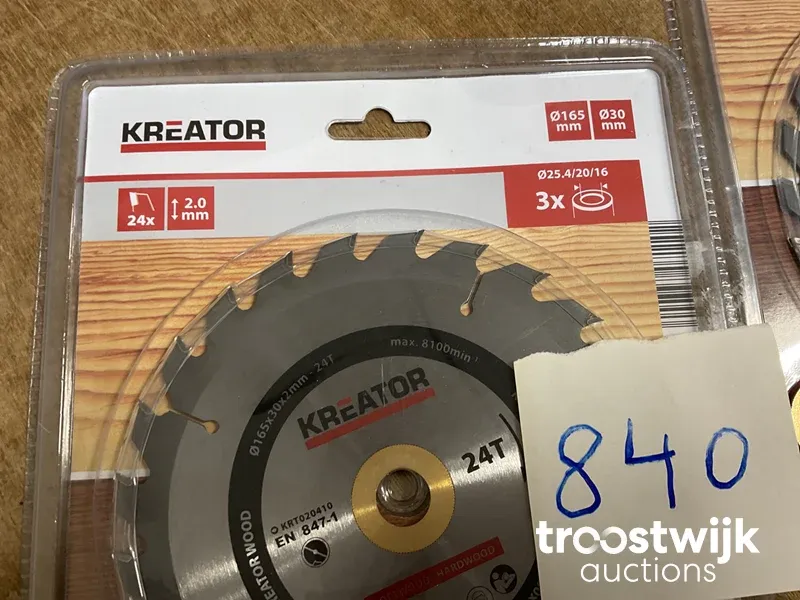 KREATOR
Ø165 mm
Ø30 mm
24x
2.0 mm
Ø25.4/20/16
3x
Ø165x30x2mm - 24T
max. 8100min⁻¹
KREATOR
24T
KRT020410
EN 847-1
HARDWOOD
840
troostwijk
auctions